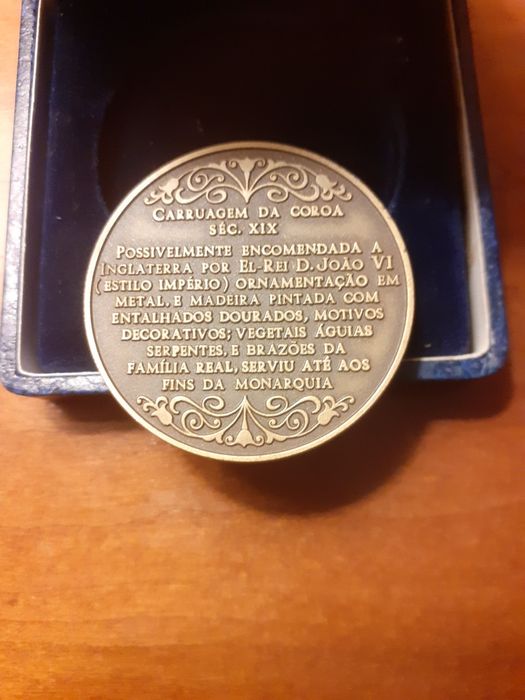 CARRUAGEM DA COROA
SÉC. XIX
POSSIVELMENTE ENCOMENDADA A
INGLATERRA POR EL-REI D. JOÃO VI
(ESTILO IMPÉRIO) ORNAMENTAÇÃO EM
METAL, E MADEIRA PINTADA COM
ENTALHADOS DOURADOS, MOTIVOS
DECORATIVOS; VEGETAIS ÁGUIAS
SERPENTES, E BRAZÕES DA
FAMÍLIA REAL, SERVIU ATÉ AOS
FINS DA MONARQUIA